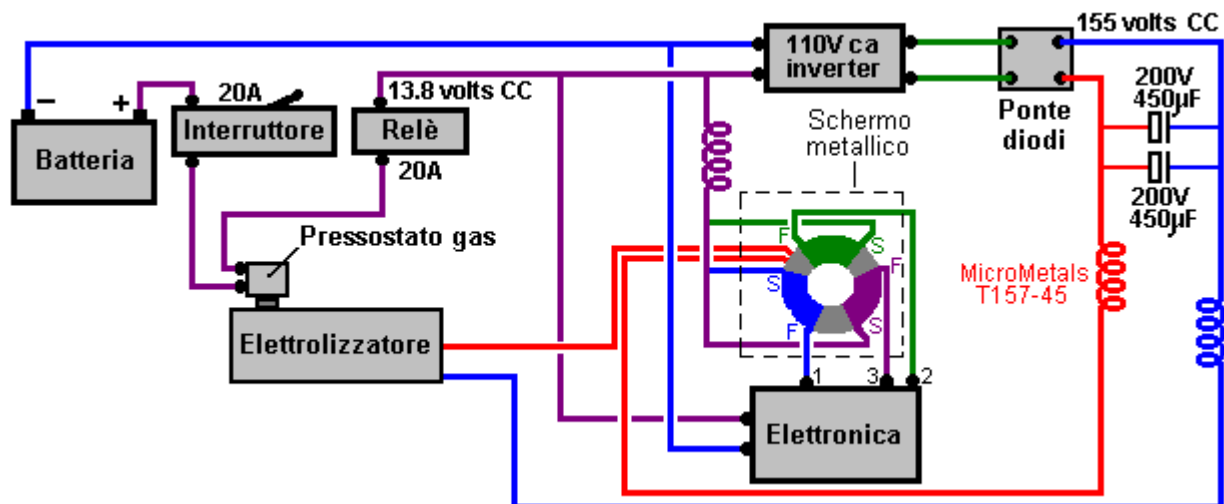 155 volts CC
110V ca
inverter
200V
450µF
20A
13.8 volts CC
– +
Interruttore
Relè
Ponte
diodi
Schermo
metallico
Batteria
20A
200V
450µF
Pressostato gas
F
S
F
S
F
S
MicroMetals
T157-45
Elettrolizzatore
1
3
2
Elettronica